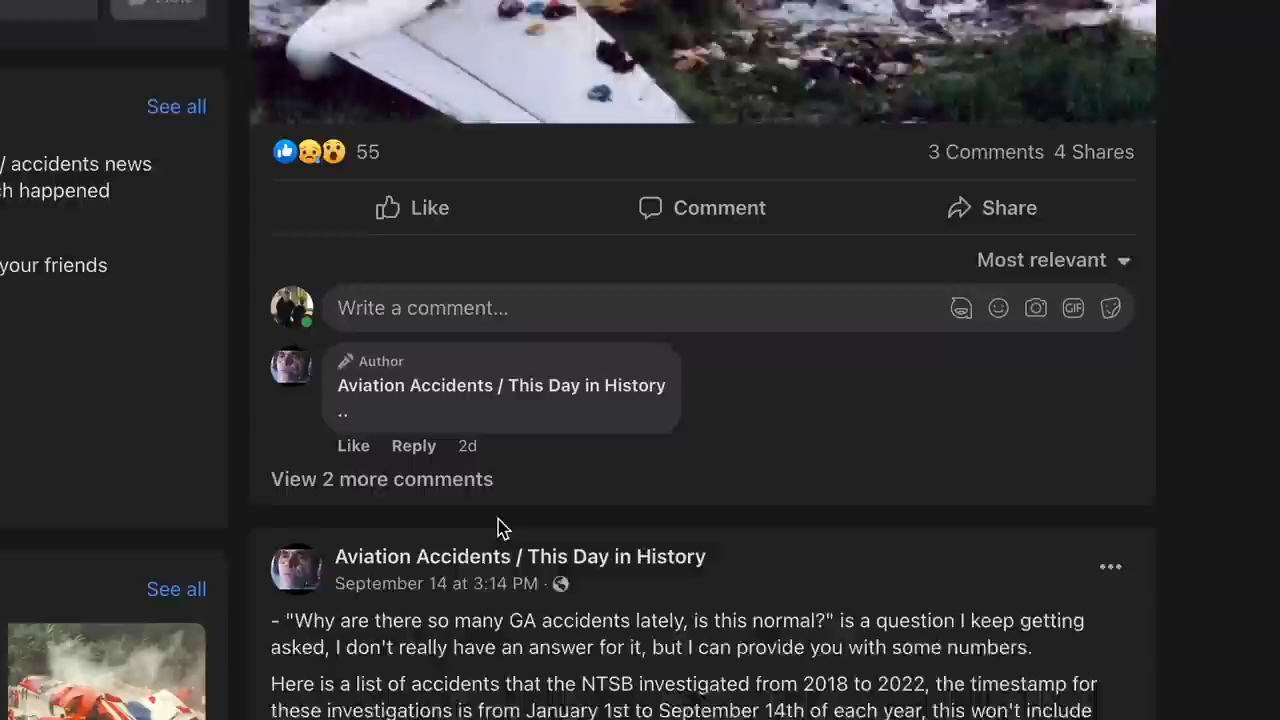 See all
/ accidents news
ch happened
your friends
See all
55
3 Comments 4 Shares
Like
Comment
Share
Most relevant
Write a comment...
GIF
Author
Aviation Accidents / This Day in History
..
Like Reply 2d
View 2 more comments
Aviation Accidents / This Day in History
September 14 at 3:14 PM ·
- "Why are there so many GA accidents lately, is this normal?" is a question I keep getting
asked, I don't really have an answer for it, but I can provide you with some numbers.
Here is a list of accidents that the NTSB investigated from 2018 to 2022, the timestamp for
these investigations is from January 1st to September 14th of each year, this won't include